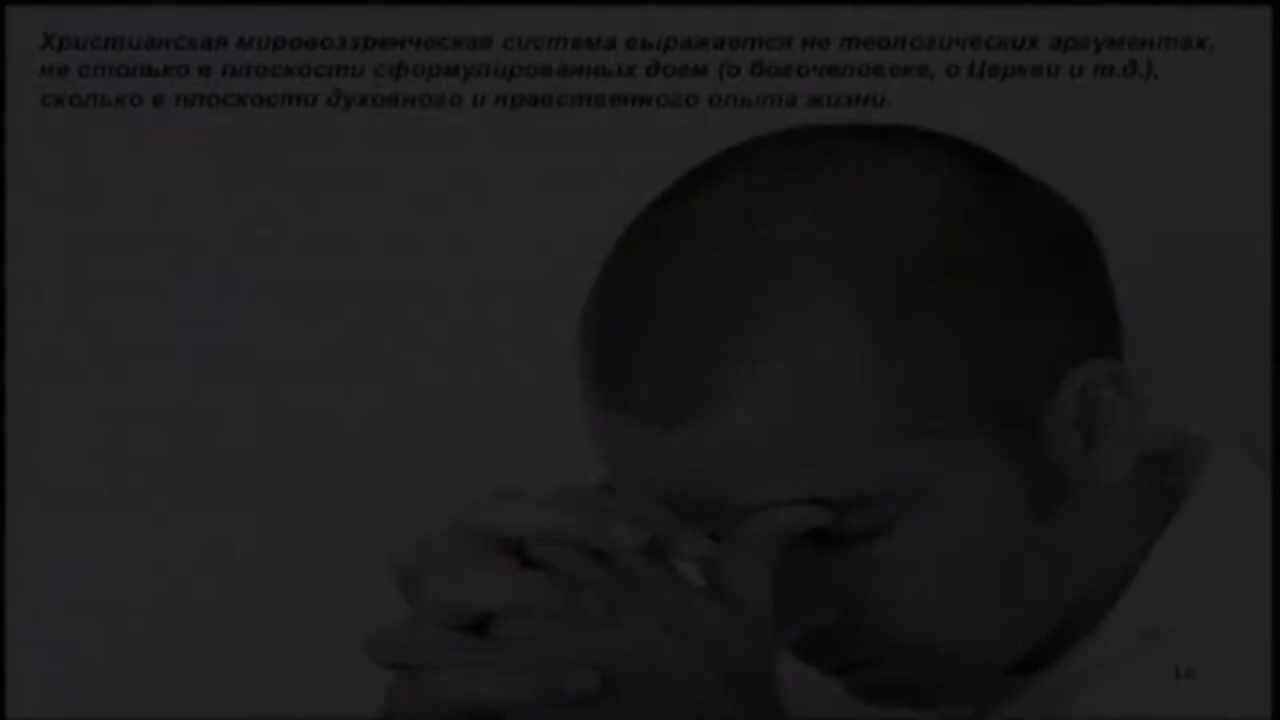 Христианская мировоззренческая система выражается не теологических аргументах,
не столько в плоскости сформулированных догм (о богочеловеке, о Церкви и т.д.),
сколько в плоскости духовного и нравственного опыта жизни.